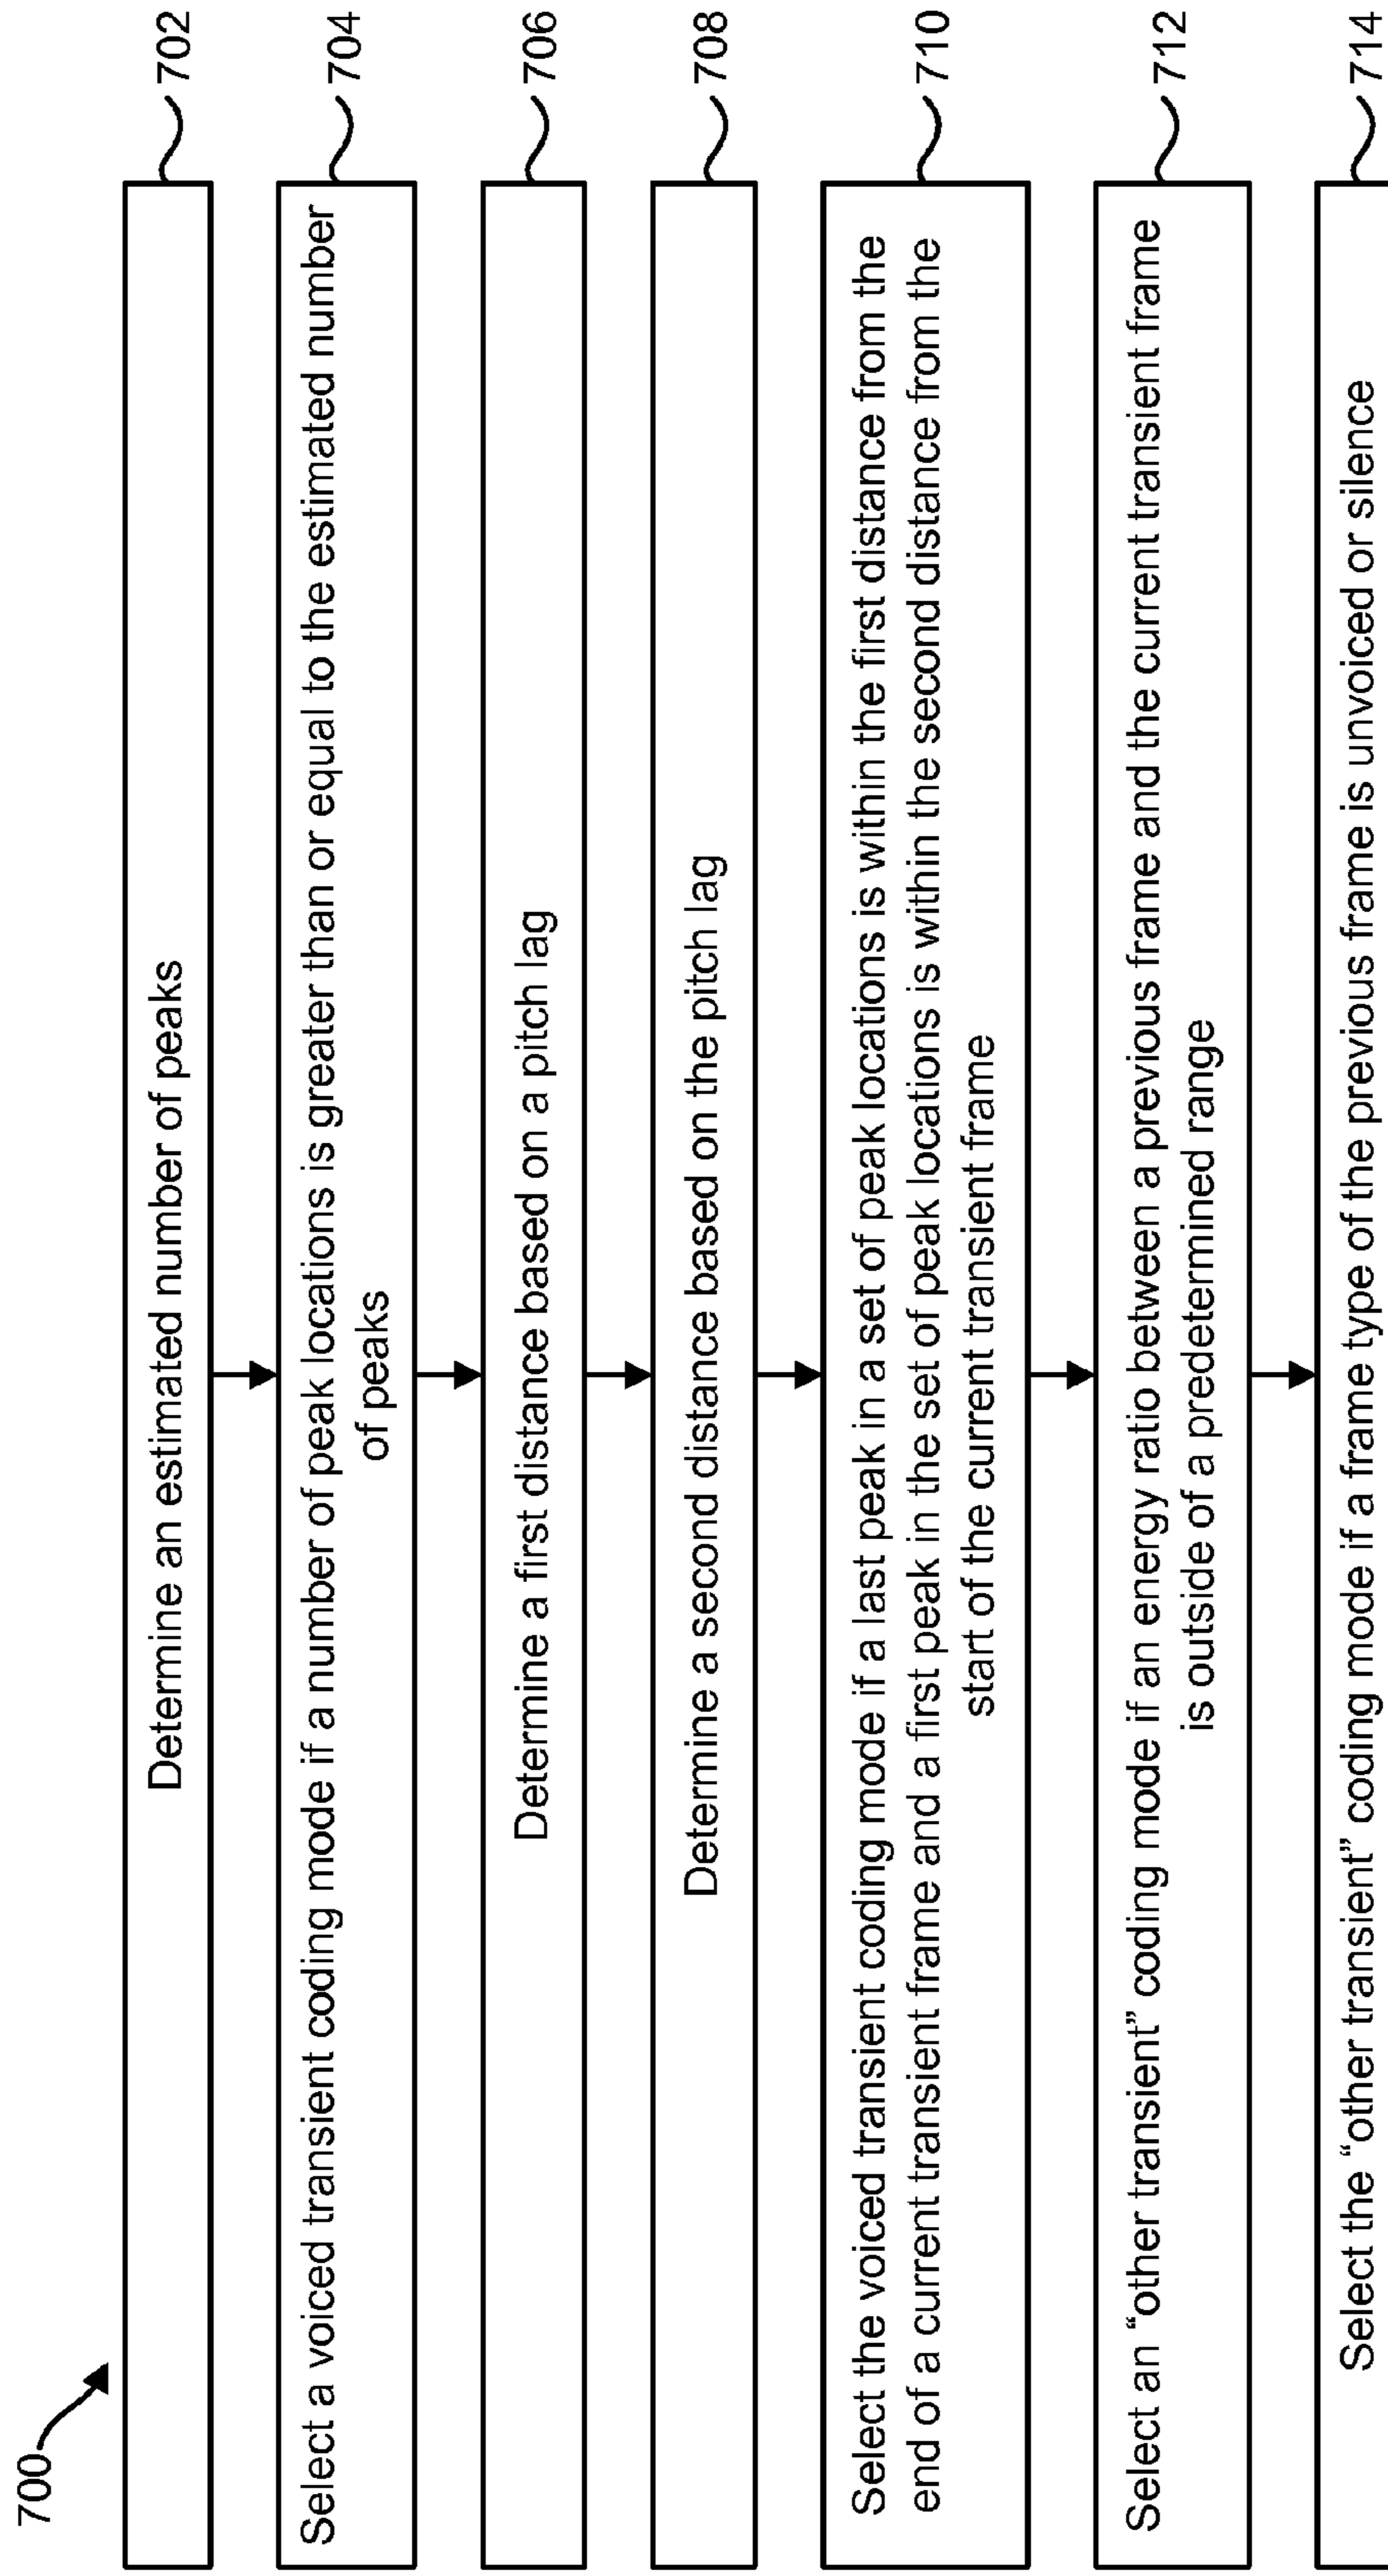 700
Determine an estimated number of peaks
702
Select a voiced transient coding mode if a number of peak locations is greater than or equal to the estimated number
of peaks
704
Determine a first distance based on a pitch lag
706
Determine a second distance based on the pitch lag
708
Select the voiced transient coding mode if a last peak in a set of peak locations is within the first distance from the
end of a current transient frame and a first peak in the set of peak locations is within the second distance from the
start of the current transient frame
710
Select an “other transient” coding mode if an energy ratio between a previous frame and the current transient frame
is outside of a predetermined range
712
Select the “other transient” coding mode if a frame type of the previous frame is unvoiced or silence
714